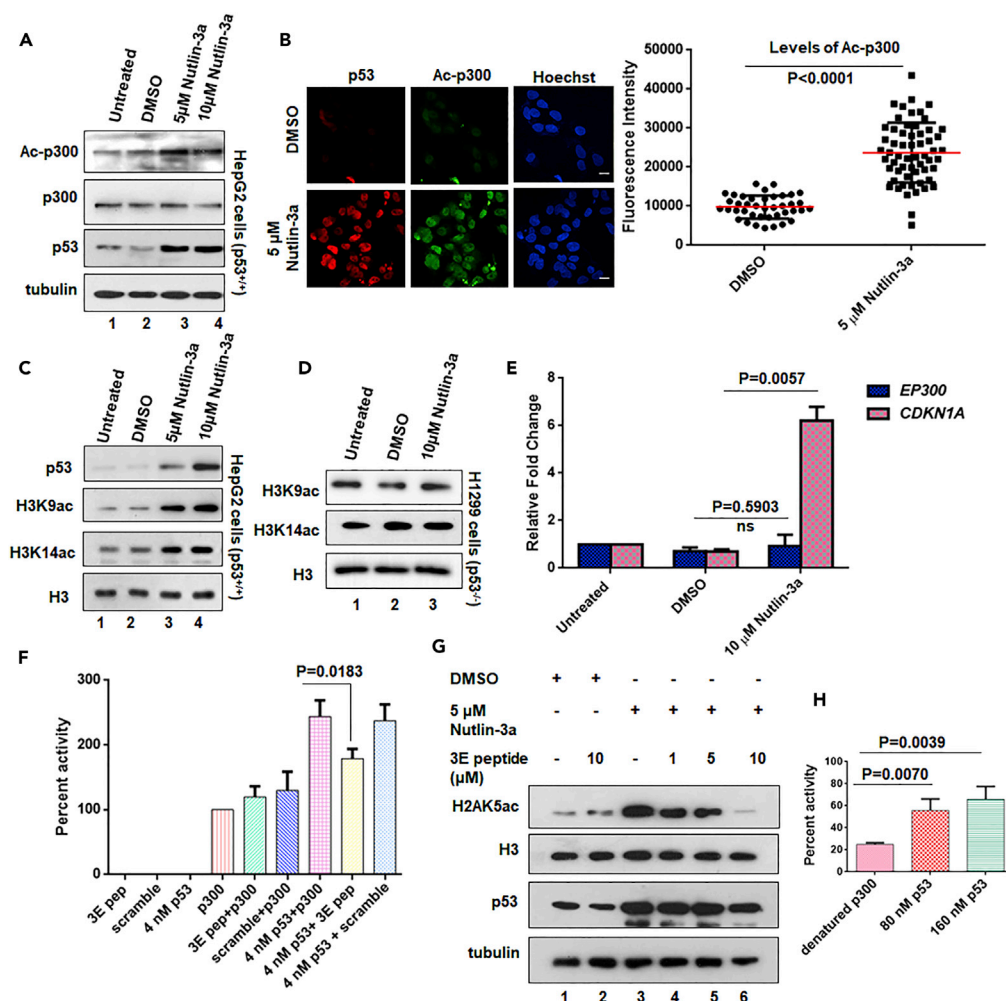 A
Untreated
DMSO
5µM Nutlin-3a
10µM Nutlin-3a
Ac-p300
p300
p53
tubulin
1 2 3 4
HepG2 cells (p53+/+)
B
p53 Ac-p300 Hoechst
DMSO
5 µM
Nutlin-3a
Levels of Ac-p300
P<0.0001
Fluorescence Intensity
50000
40000
30000
20000
10000
0
DMSO
5 µM Nutlin-3a
C
Untreated
DMSO
5µM Nutlin-3a
10µM Nutlin-3a
p53
H3K9ac
H3K14ac
H3
1 2 3 4
HepG2 cells (p53+/+)
D
Untreated
DMSO
10µM Nutlin-3a
H3K9ac
H3K14ac
H3
1 2 3
H1299 cells (p53-/-)
E
P=0.0057
P=0.5903
ns
EP300
CDKN1A
Relative Fold Change
8
6
4
2
0
Untreated
DMSO
10 µM Nutlin-3a
F
P=0.0183
Percent activity
300
200
100
0
3E pep
scramble
4 nM p53
p300
3E pep+p300
scramble+p300
4 nM p53+p300
4 nM p53+ 3E pep
4 nM p53 + scramble
G
DMSO + + - - - -
5 µM - - + + + +
Nutlin-3a
3E peptide - 10 - 1 5 10
(µM)
H2AK5ac
H3
p53
tubulin
1 2 3 4 5 6
H
P=0.0039
P=0.0070
Percent activity
100
80
60
40
20
0
denatured p300
80 nM p53
160 nM p53